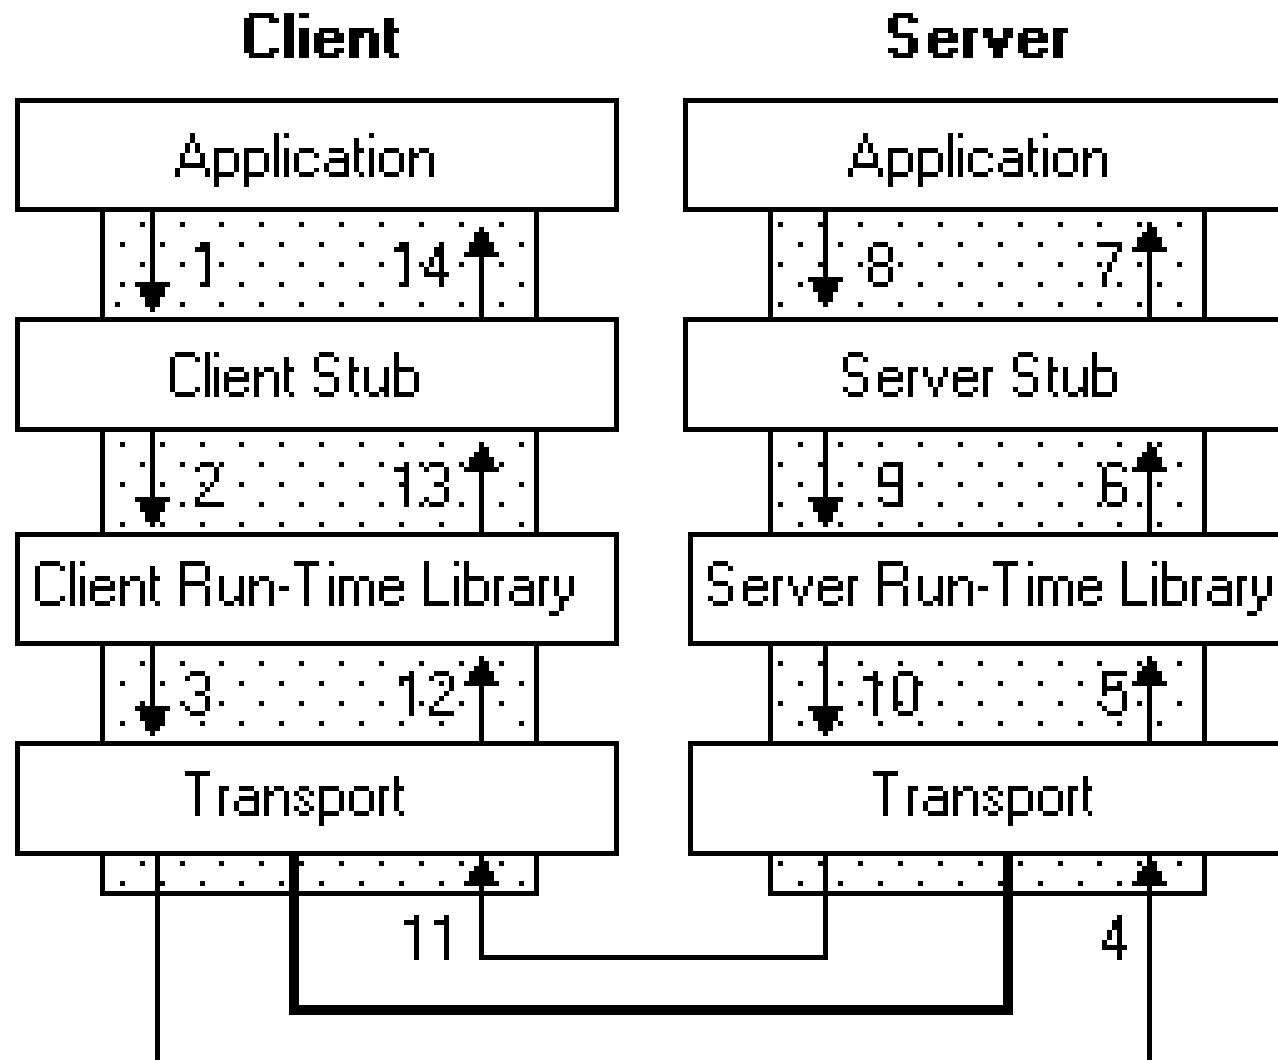 Client Server
Application Application
1 14 8 7
Client Stub Server Stub
2 13 9 6
Client Run-Time Library Server Run-Time Library
3 12 10 5
Transport Transport
11 4